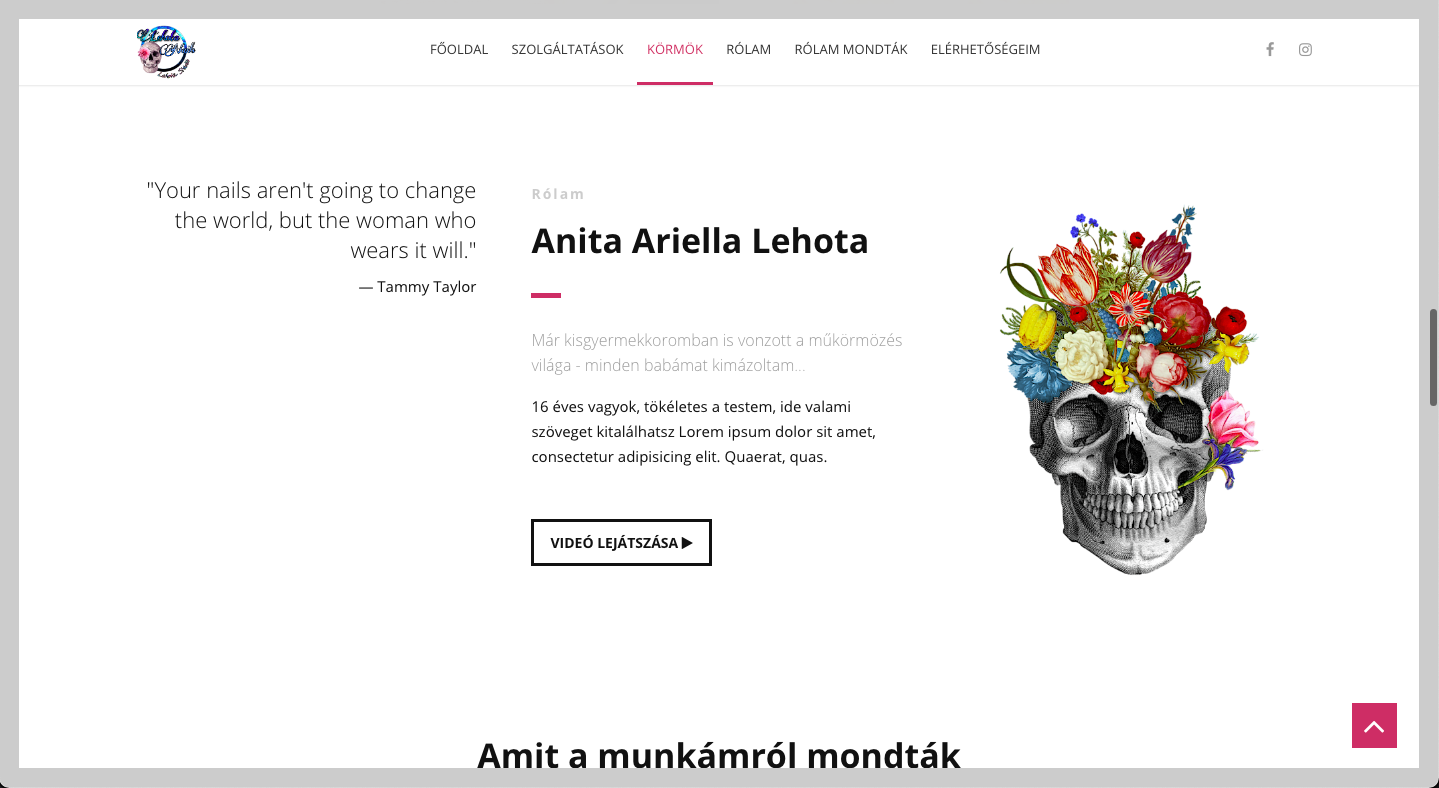 FŐOLDAL SZOLGÁLTATÁSOK KÖRMÖK RÓLAM RÓLAM MONDTÁK ELÉRHETŐSÉGEIM
"Your nails aren't going to change
the world, but the woman who
wears it will."
— Tammy Taylor
Rólam
Anita Ariella Lehota
Már kisgyermekkoromban is vonzott a műkörmözés
világa - minden babámat kimázoltam...
16 éves vagyok, tökéletes a testem, ide valami
szöveget kitalálhatsz Lorem ipsum dolor sit amet,
consectetur adipisicing elit. Quaerat, quas.
VIDEÓ LEJÁTSZÁSA
Amit a munkámról mondták